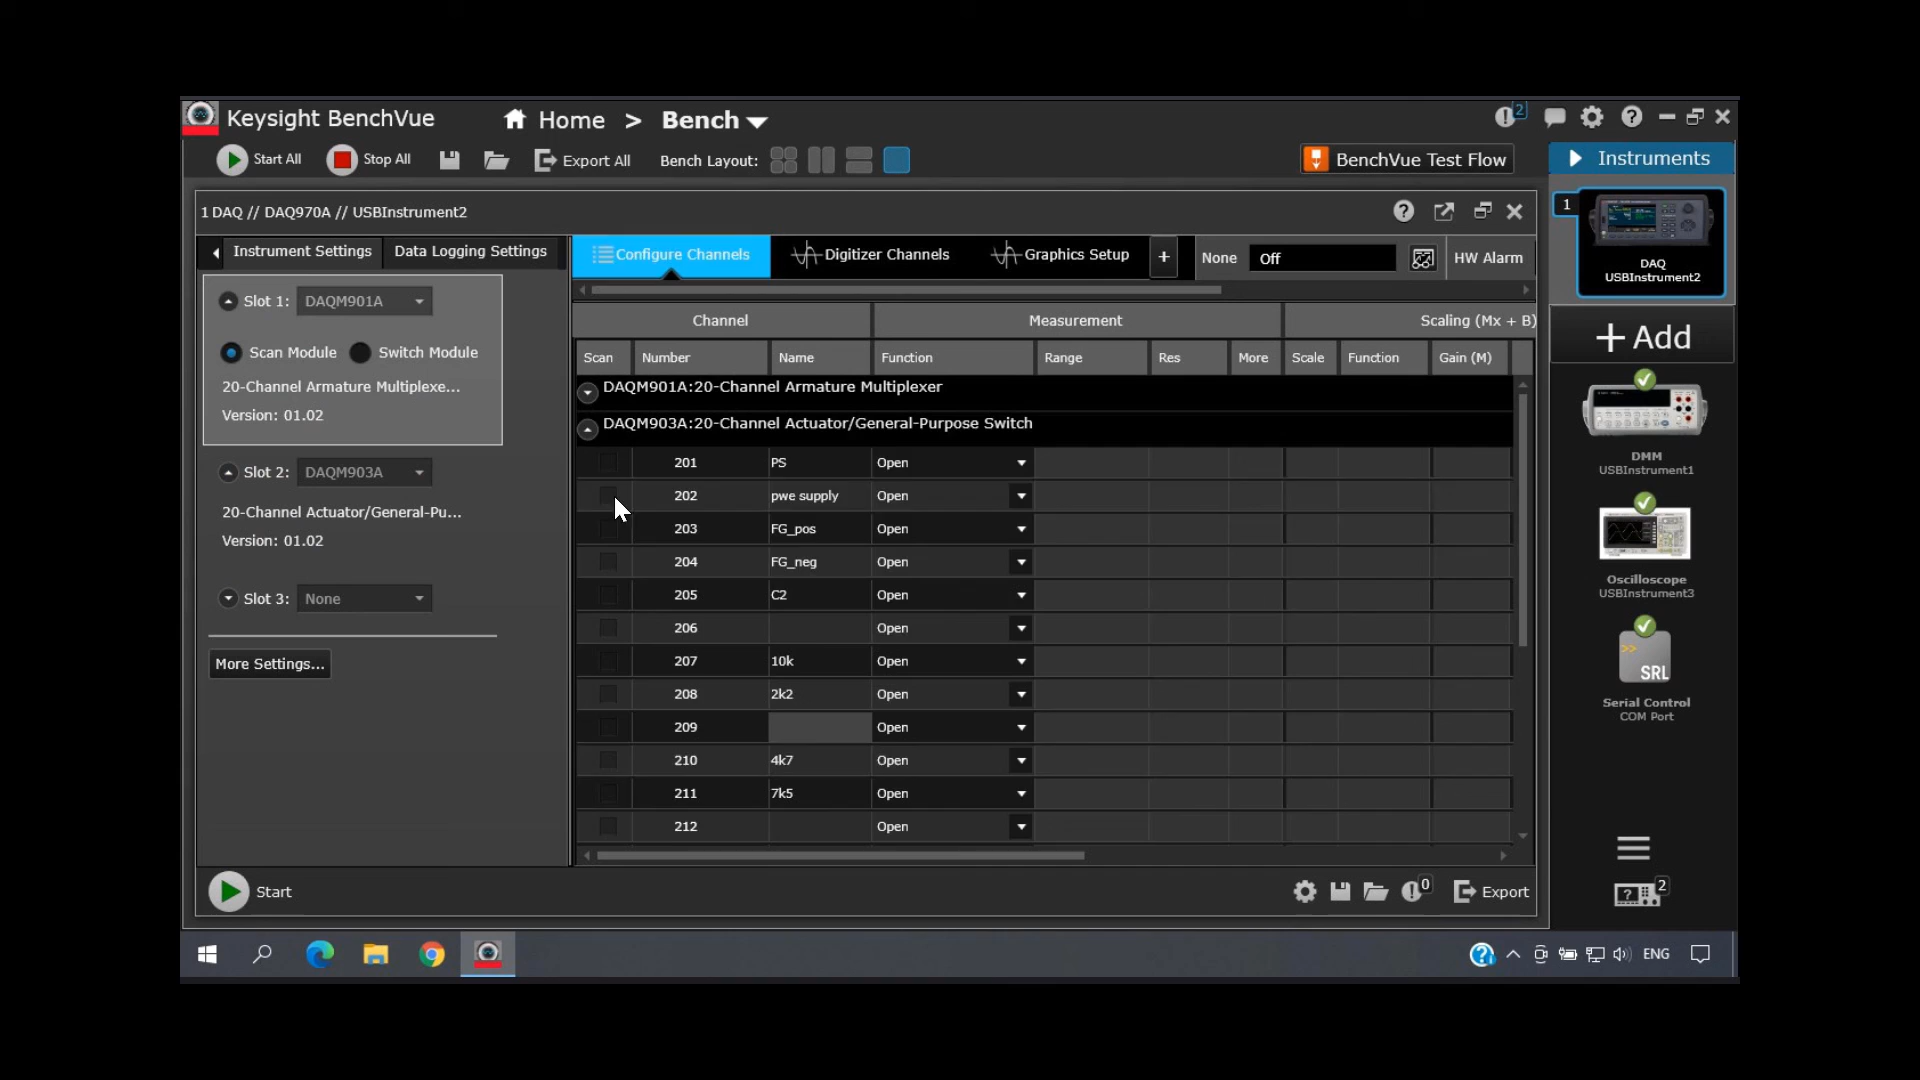 Keysight BenchVue
Home > Bench
2
Start All
Stop All
Export All
Bench Layout:
BenchVue Test Flow
Instruments
1 DAQ // DAQ970A // USBInstrument2
1
DAQ
USBInstrument2
Instrument Settings
Data Logging Settings
Configure Channels
Digitizer Channels
Graphics Setup
+
None
Off
HW Alarm
Slot 1: DAQM901A
Scan Module
Switch Module
20-Channel Armature Multiplexe...
Version: 01.02
Slot 2: DAQM903A
20-Channel Actuator/General-Pu...
Version: 01.02
Slot 3: None
More Settings...
Channel Measurement Scaling (Mx + B)
Scan Number Name Function Range Res More Scale Function Gain (M)
DAQM901A:20-Channel Armature Multiplexer
DAQM903A:20-Channel Actuator/General-Purpose Switch
201 PS Open
202 pwe supply Open
203 FG_pos Open
204 FG_neg Open
205 C2 Open
206 Open
207 10k Open
208 2k2 Open
209 Open
210 4k7 Open
211 7k5 Open
212 Open
+ Add
DMM
USBInstrument1
Oscilloscope
USBInstrument3
>>
SRL
Serial Control
COM Port
2
Start
0
Export
ENG